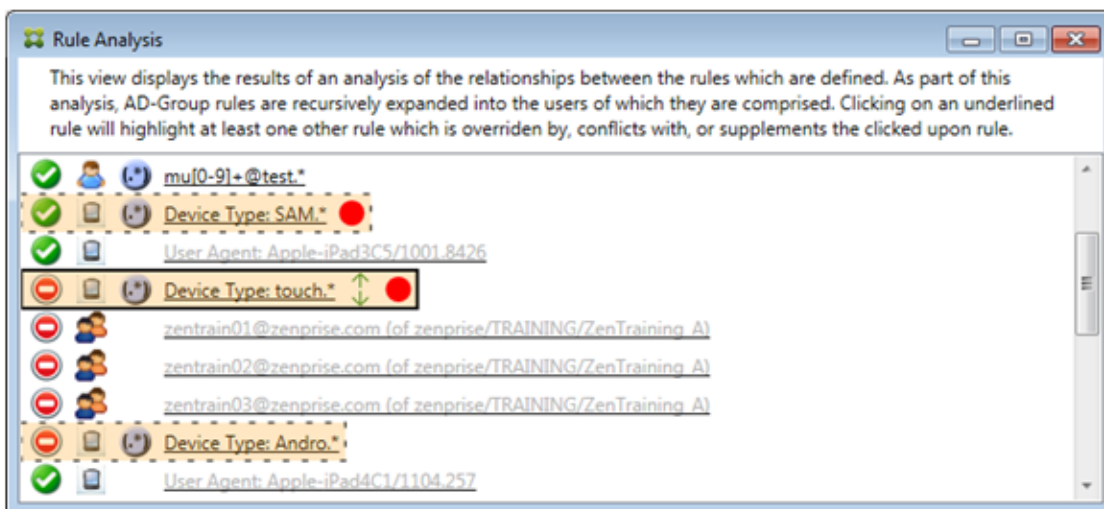 Rule Analysis
This view displays the results of an analysis of the relationships between the rules which are defined. As part of this
analysis, AD-Group rules are recursively expanded into the users of which they are comprised. Clicking on an underlined
rule will highlight at least one other rule which is overriden by, conflicts with, or supplements the clicked upon rule.
(.*) mu[0-9]+@test.*
(.*) Device Type: SAM.*
User Agent: Apple-iPad3C5/1001.8426
(.*) Device Type: touch.*
zentrain01@zenprise.com (of zenprise/TRAINING/ZenTraining A)
zentrain02@zenprise.com (of zenprise/TRAINING/ZenTraining A)
zentrain03@zenprise.com (of zenprise/TRAINING/ZenTraining A)
(.*) Device Type: Andro.*
User Agent: Apple-iPad4C1/1104.257